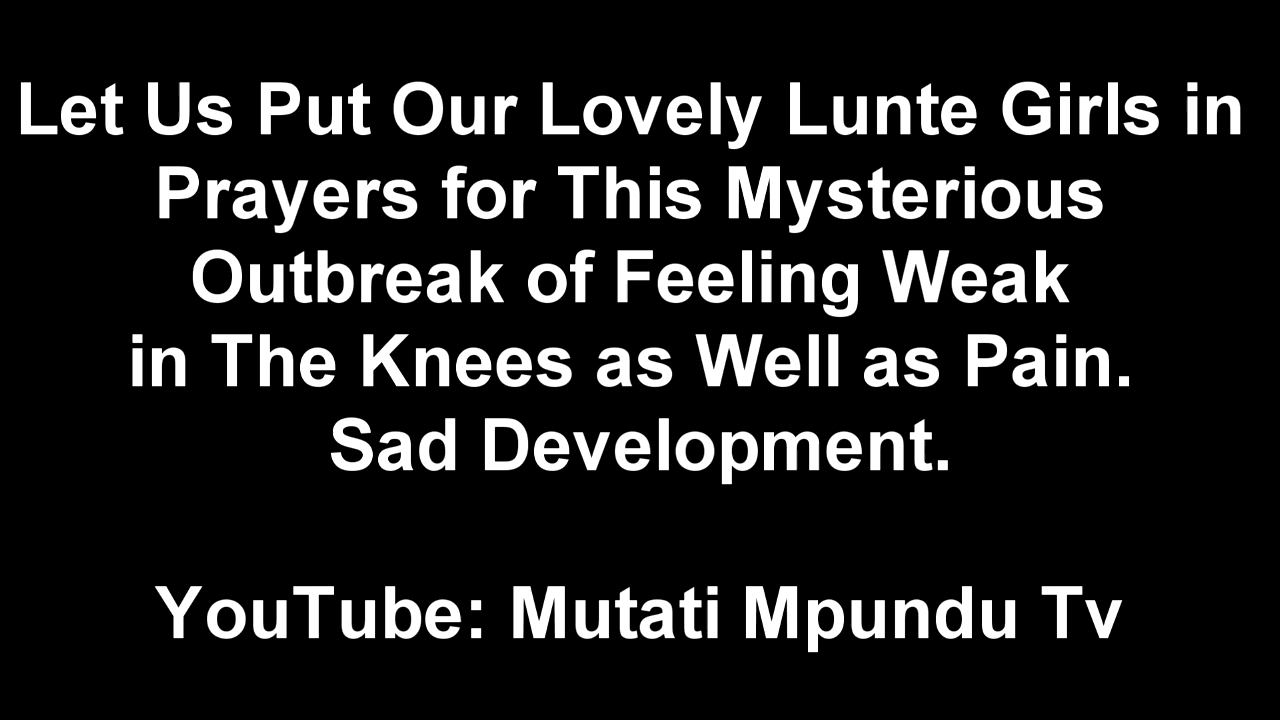 Let Us Put Our Lovely Lunte Girls in
Prayers for This Mysterious
Outbreak of Feeling Weak
in The Knees as Well as Pain.
Sad Development.
YouTube: Mutati Mpundu Tv